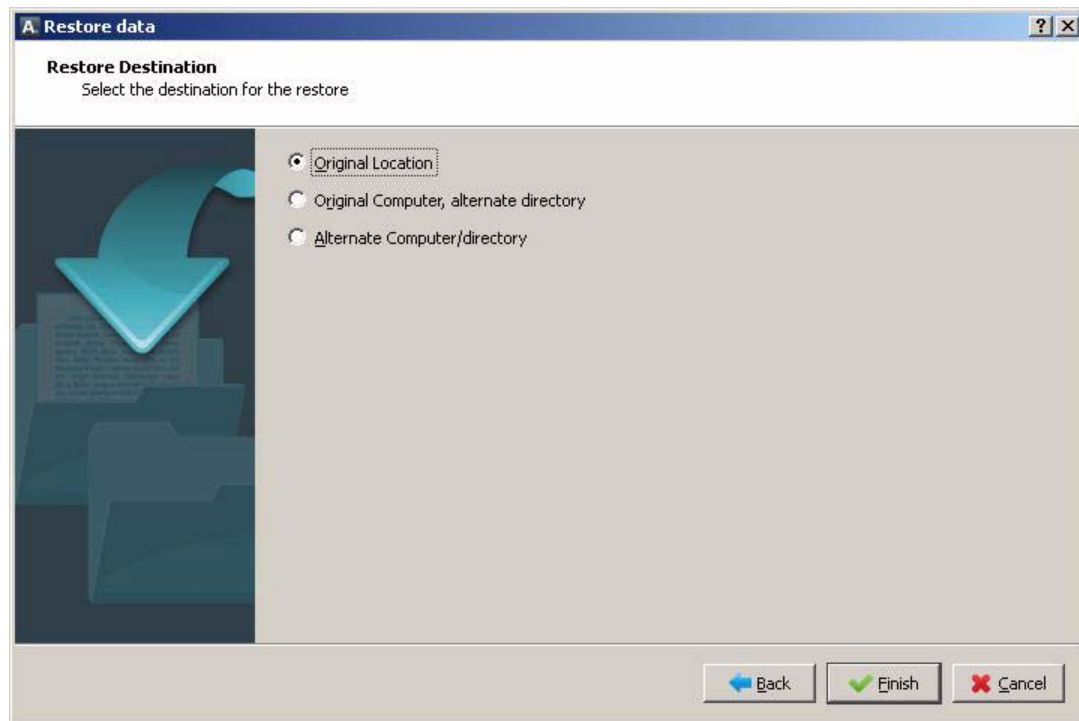 A Restore data
Restore Destination
Select the destination for the restore
Original Location
Original Computer, alternate directory
Alternate Computer/directory
Back
Finish
Cancel